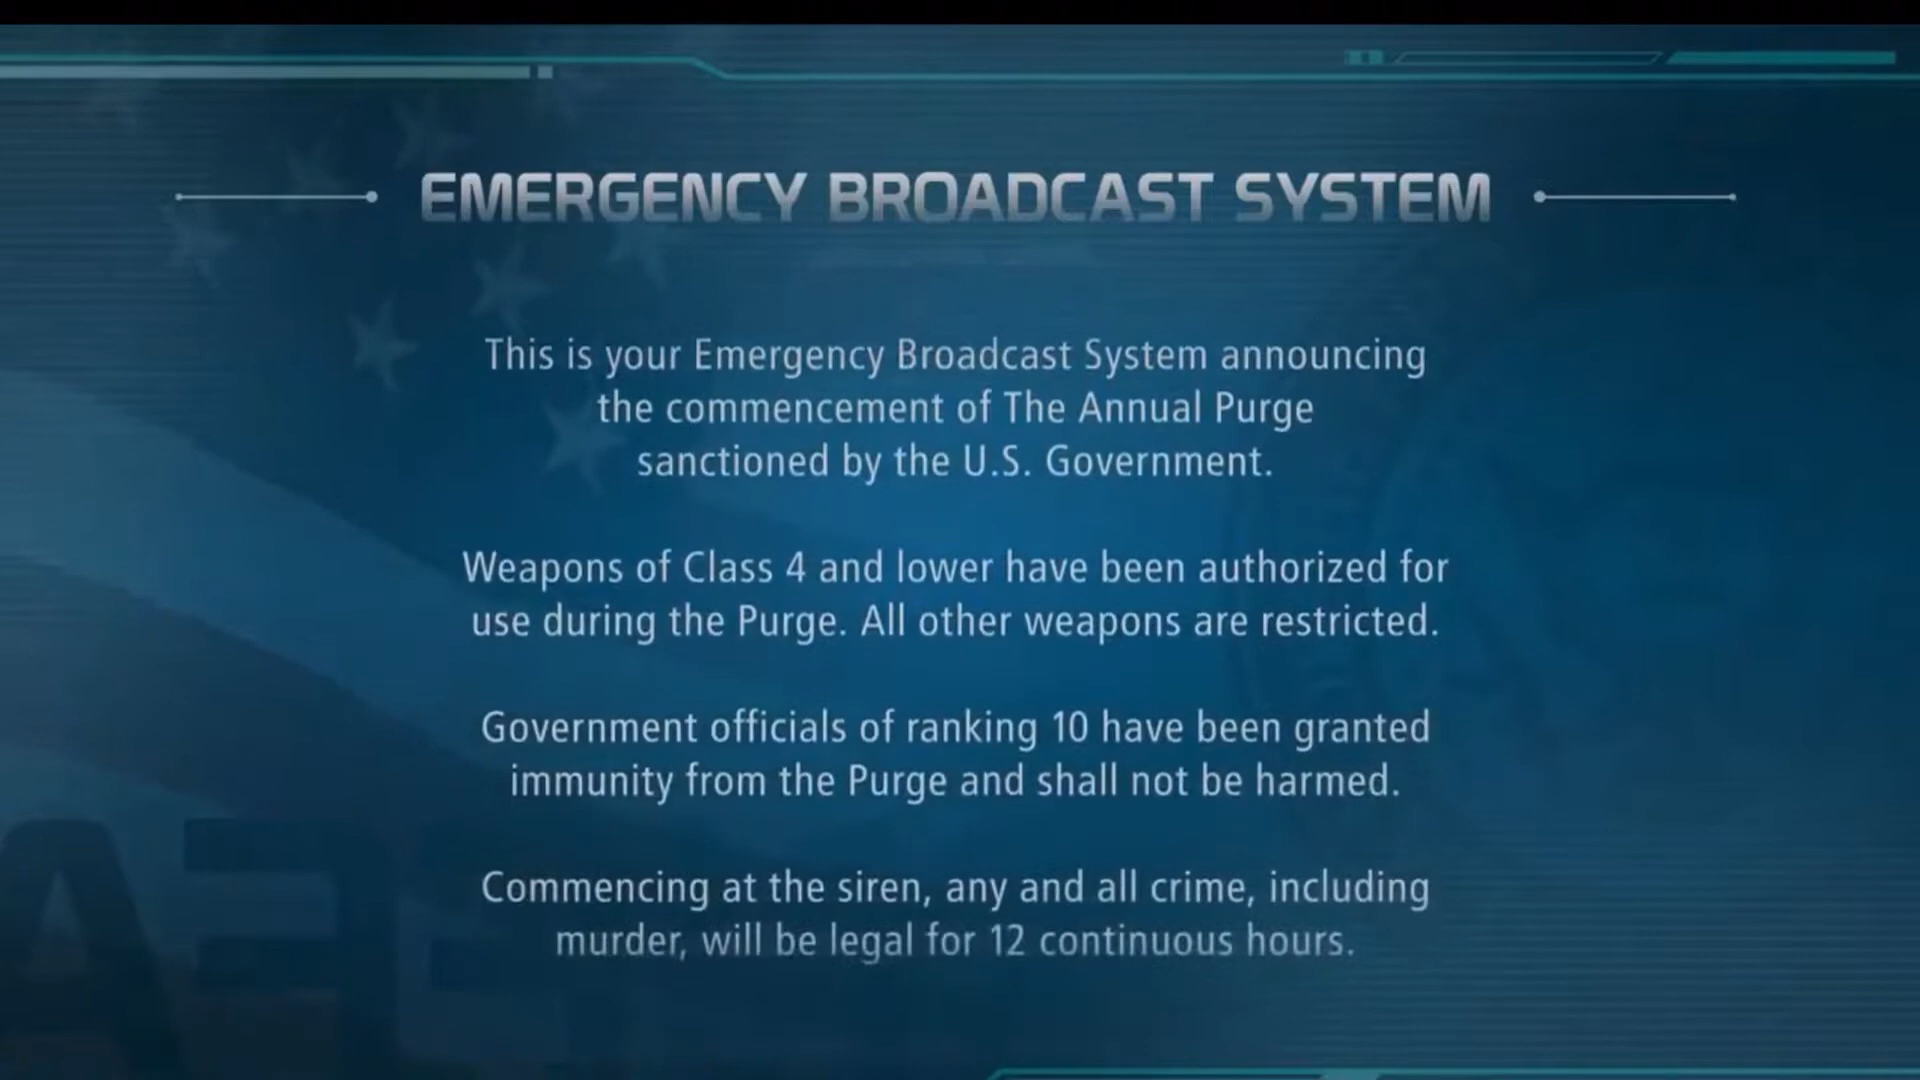 EMERGENCY BROADCAST SYSTEM
This is your Emergency Broadcast System announcing
the commencement of The Annual Purge
sanctioned by the U.S. Government.
Weapons of Class 4 and lower have been authorized for
use during the Purge. All other weapons are restricted.
Government officials of ranking 10 have been granted
immunity from the Purge and shall not be harmed.
Commencing at the siren, any and all crime, including
murder, will be legal for 12 continuous hours.